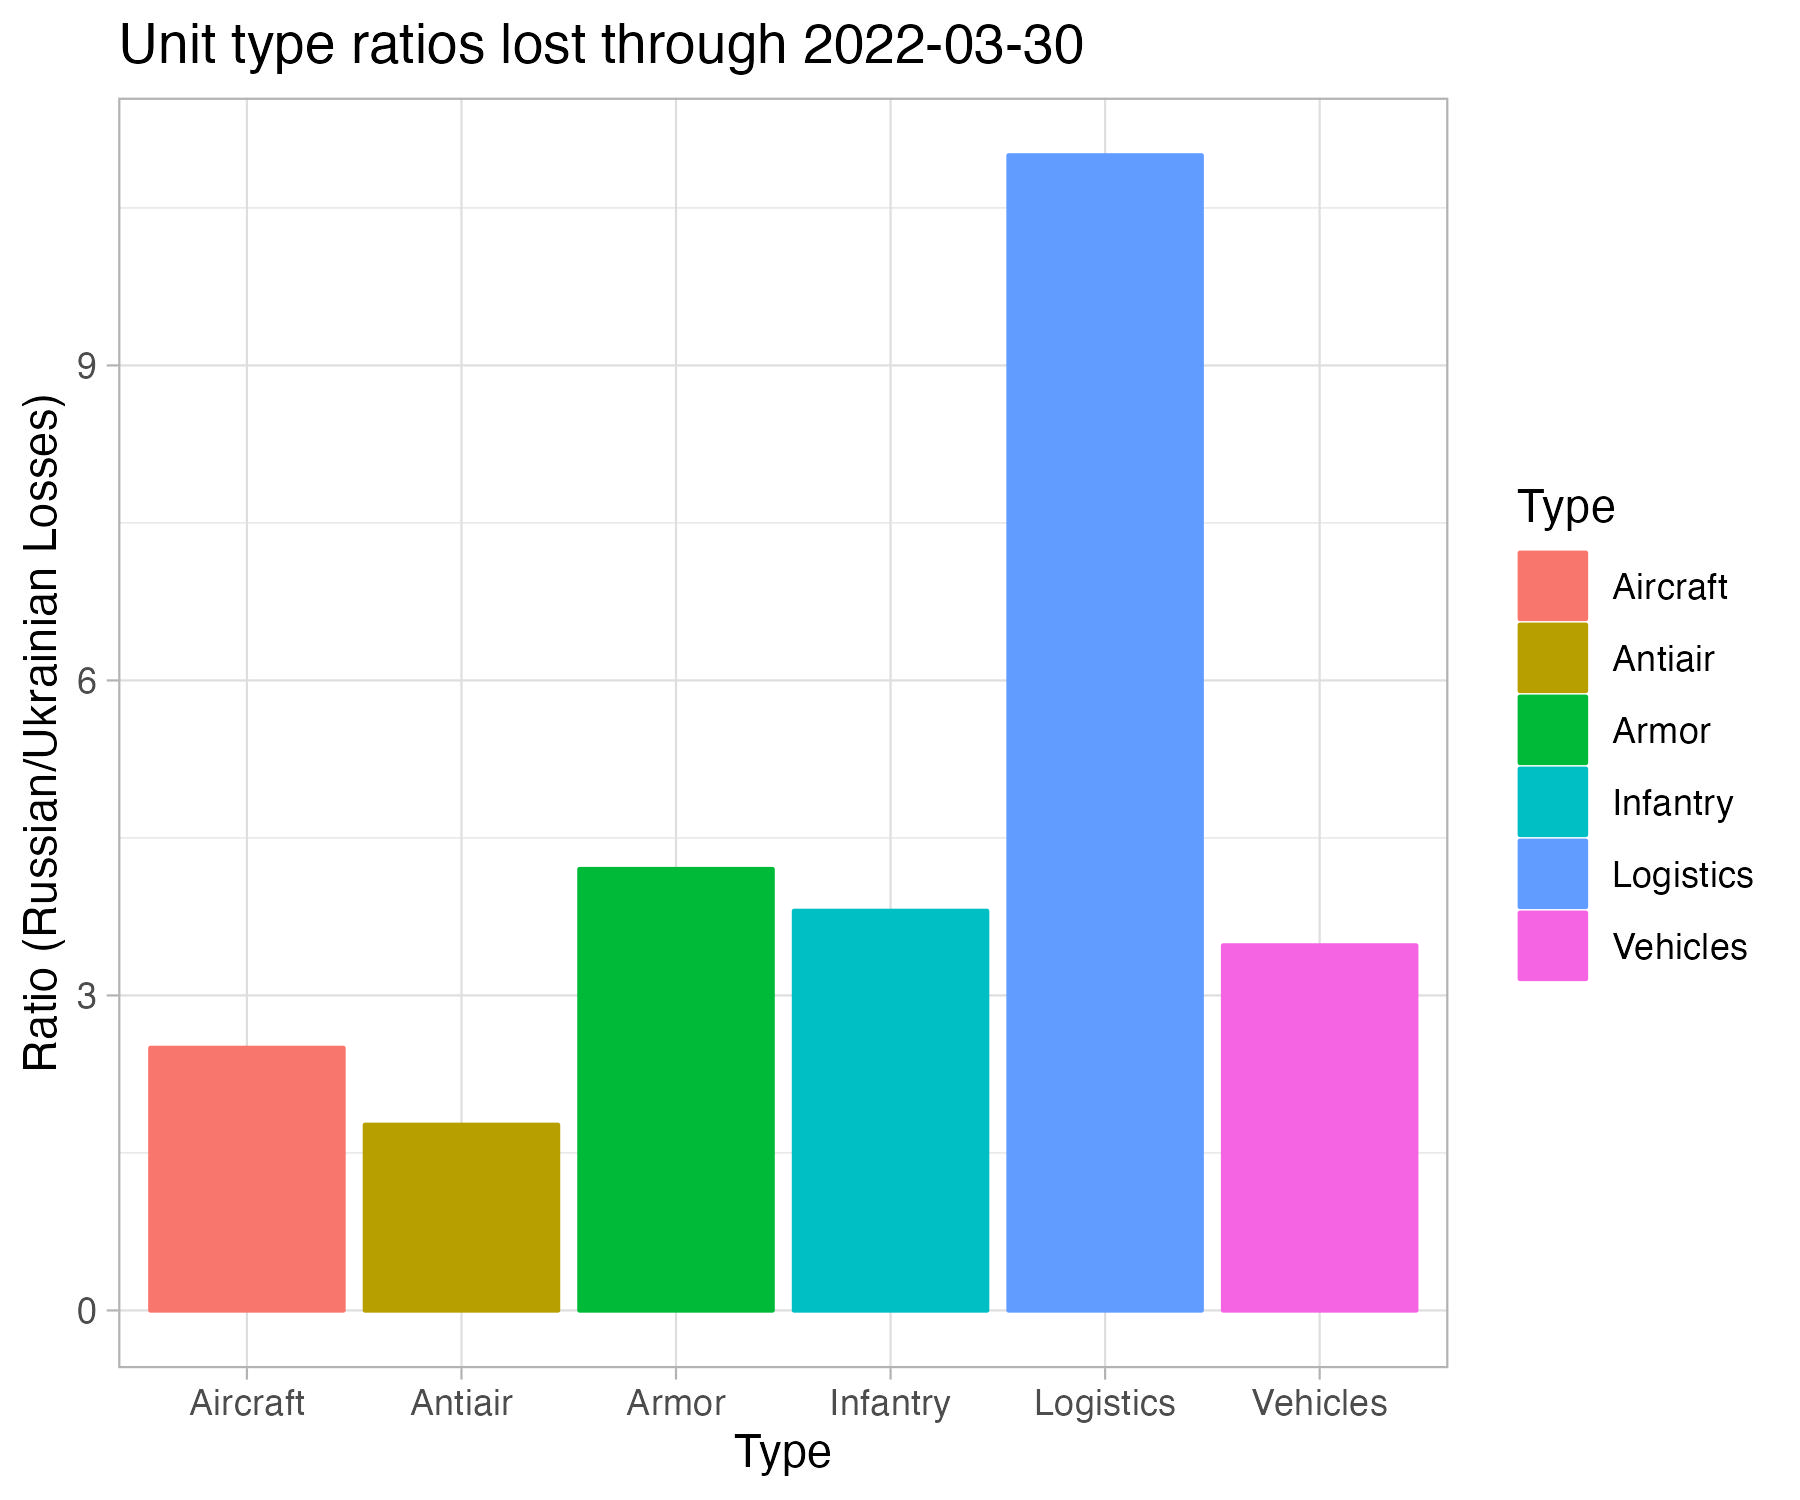 Unit type ratios lost through 2022-03-30
Ratio (Russian/Ukrainian Losses)
9
6
3
0
Aircraft Antiair Armor Infantry Logistics Vehicles
Type
Type
Aircraft
Antiair
Armor
Infantry
Logistics
Vehicles